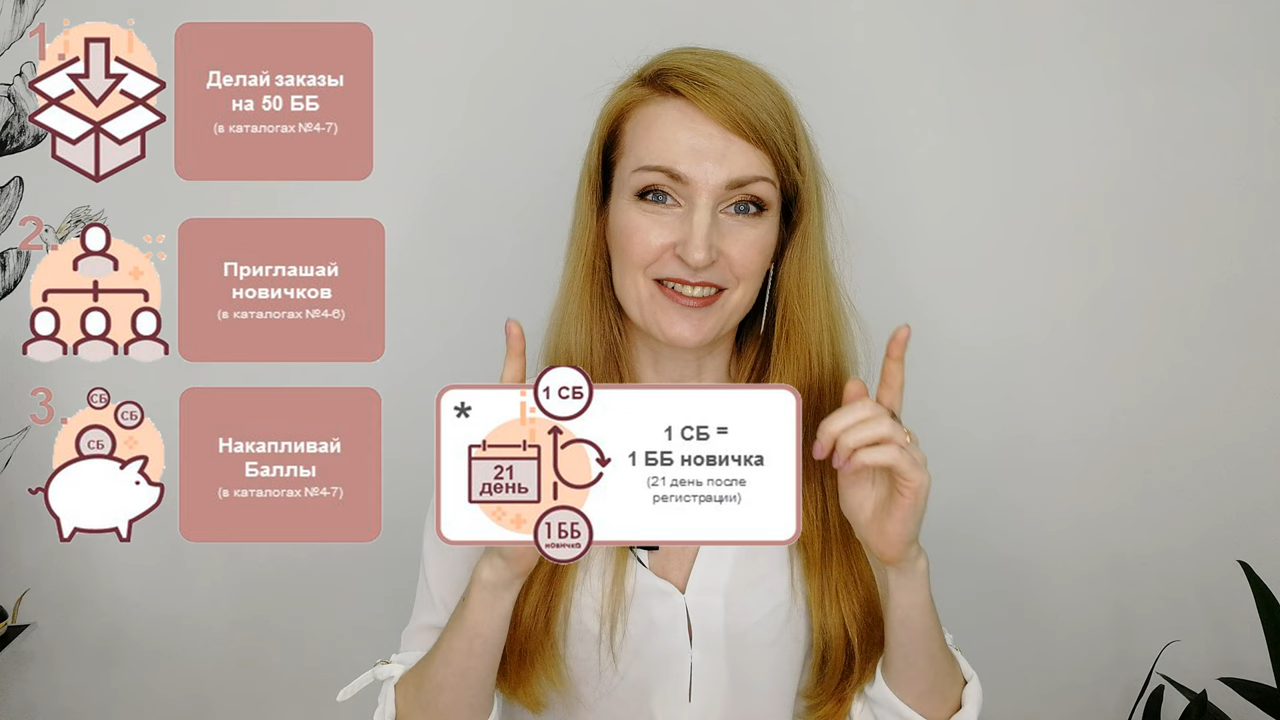 1.
Делай заказы
на 50 ББ
(в каталогах №4-7)
2.
Приглашай
новичков
(в каталогах №4-6)
3.
СБ
СБ
СБ
Накапливай
Баллы
(в каталогах №4-7)
*
1 СБ
21
день
1 ББ
новичка
1 СБ =
1 ББ новичка
(21 день после
регистрации)